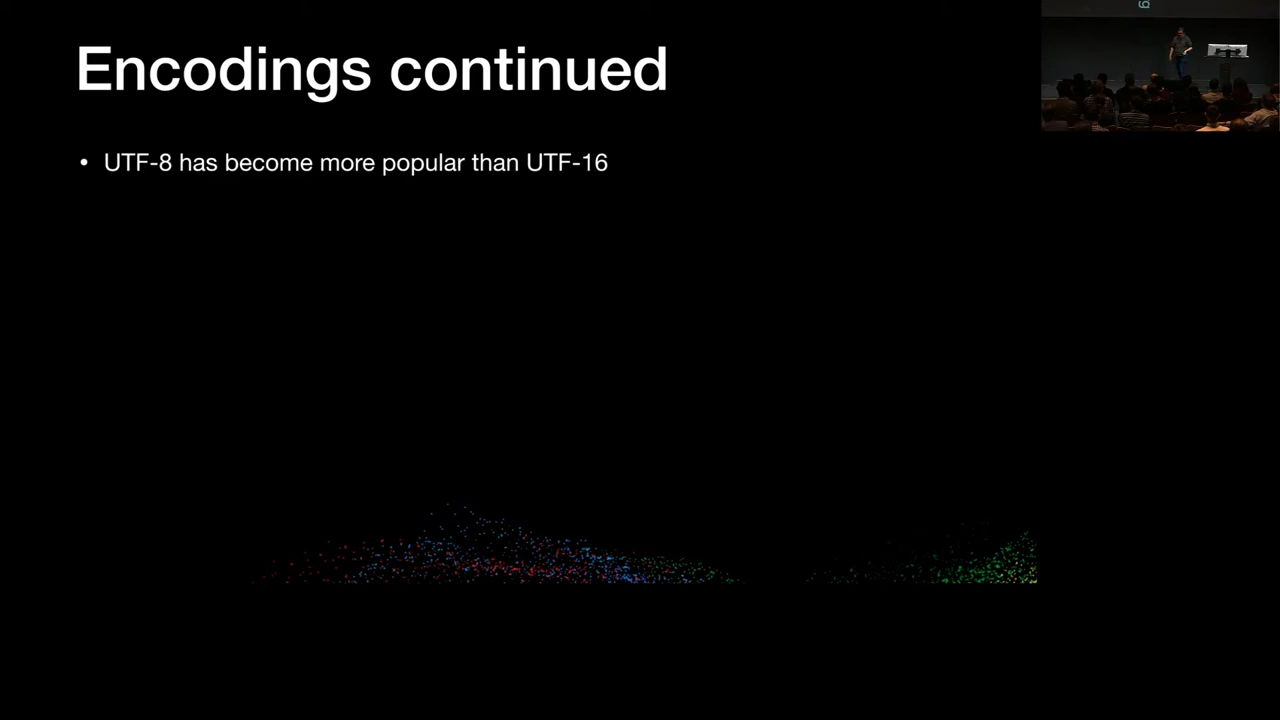 Encodings continued
• UTF-8 has become more popular than UTF-16